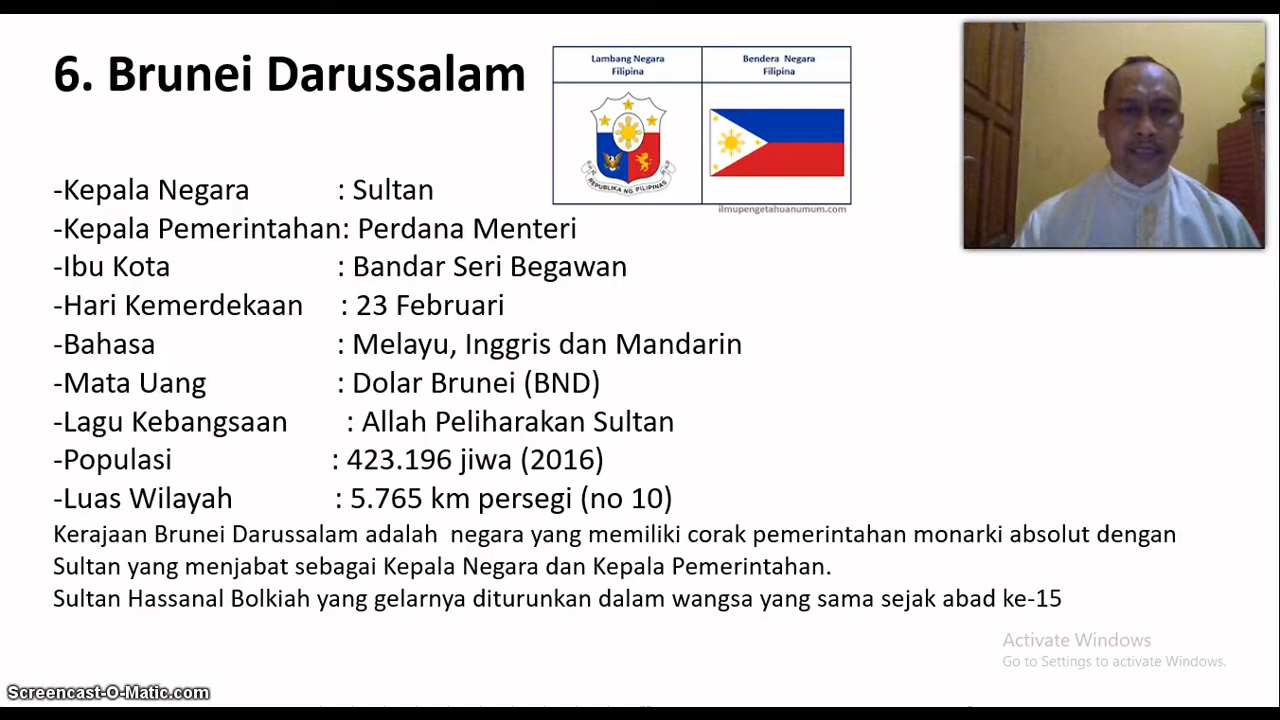 6. Brunei Darussalam
Lambang Negara
Filipina
Bendera Negara
Filipina
REPUBLIKA NG PILIPINAS
ilmupengetahuanumum.com
-Kepala Negara : Sultan
-Kepala Pemerintahan: Perdana Menteri
-Ibu Kota : Bandar Seri Begawan
-Hari Kemerdekaan : 23 Februari
-Bahasa : Melayu, Inggris dan Mandarin
-Mata Uang : Dolar Brunei (BND)
-Lagu Kebangsaan : Allah Peliharakan Sultan
-Populasi : 423.196 jiwa (2016)
-Luas Wilayah : 5.765 km persegi (no 10)
Kerajaan Brunei Darussalam adalah negara yang memiliki corak pemerintahan monarki absolut dengan
Sultan yang menjabat sebagai Kepala Negara dan Kepala Pemerintahan.
Sultan Hassanal Bolkiah yang gelarnya diturunkan dalam wangsa yang sama sejak abad ke-15
Activate Windows
Go to Settings to activate Windows.
Screencast-O-Matic.com